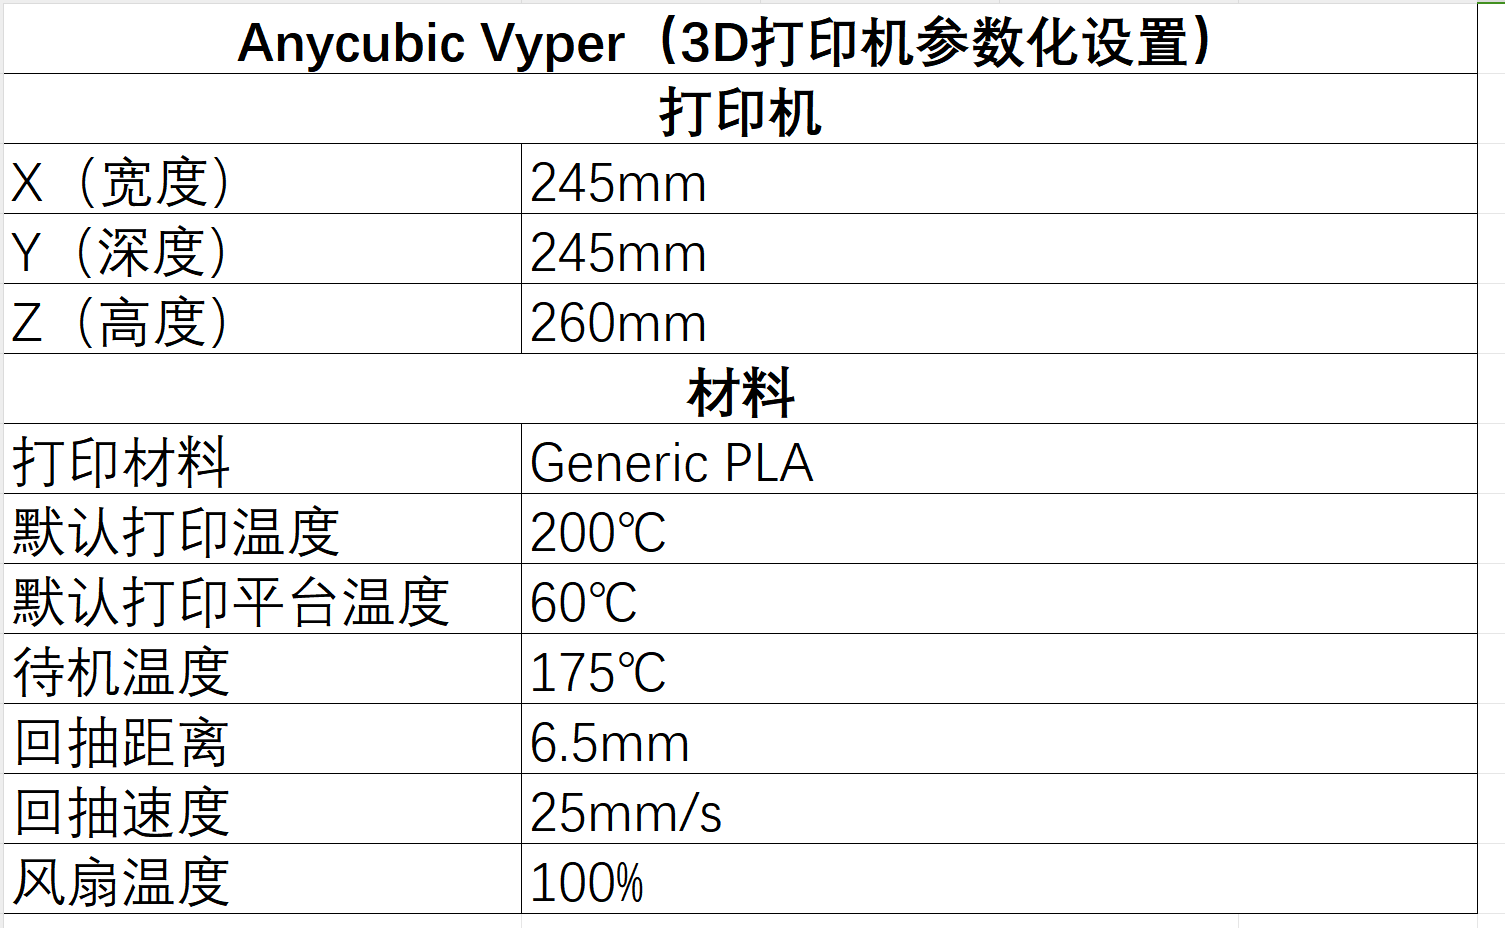 Anycubic Vyper（3D打印机参数化设置）
打印机
X（宽度） 245mm
Y（深度） 245mm
Z（高度） 260mm
材料
打印材料 Generic PLA
默认打印温度 200℃
默认打印平台温度 60℃
待机温度 175℃
回抽距离 6.5mm
回抽速度 25mm/s
风扇温度 100%